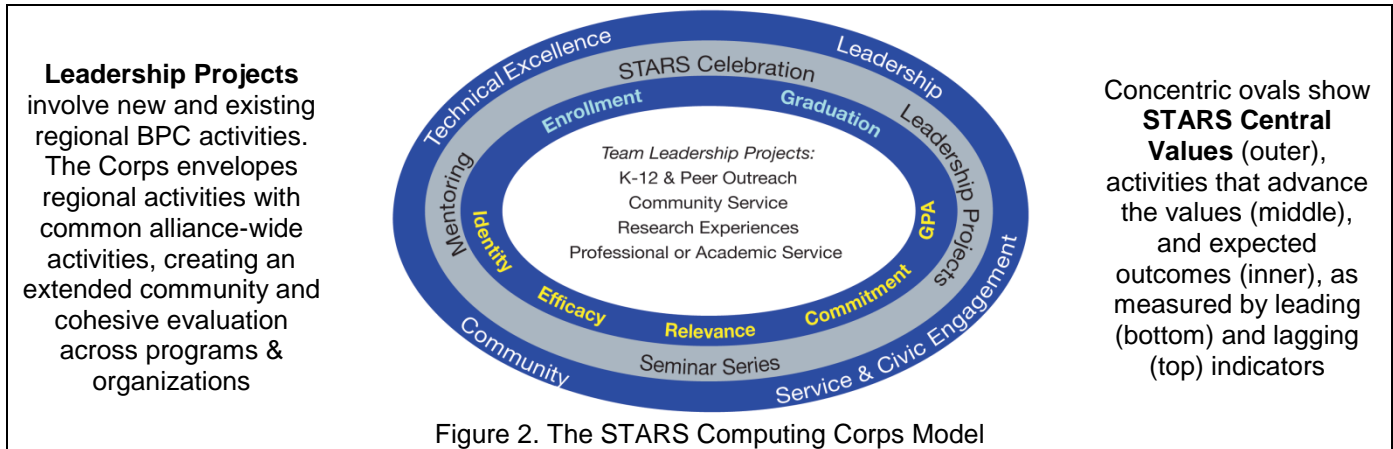 Leadership Projects
involve new and existing
regional BPC activities.
The Corps envelopes
regional activities with
common alliance-wide
activities, creating an
extended community and
cohesive evaluation
across programs &
organizations
Technical Excellence
Leadership
Community
Service & Civic Engagement
STARS Celebration
Mentoring
Leadership Projects
Seminar Series
Enrollment
Graduation
Identity
Efficacy
Relevance
Commitment
GPA
Team Leadership Projects:
K-12 & Peer Outreach
Community Service
Research Experiences
Professional or Academic Service
Concentric ovals show
STARS Central
Values (outer),
activities that advance
the values (middle),
and expected
outcomes (inner), as
measured by leading
(bottom) and lagging
(top) indicators
Figure 2. The STARS Computing Corps Model